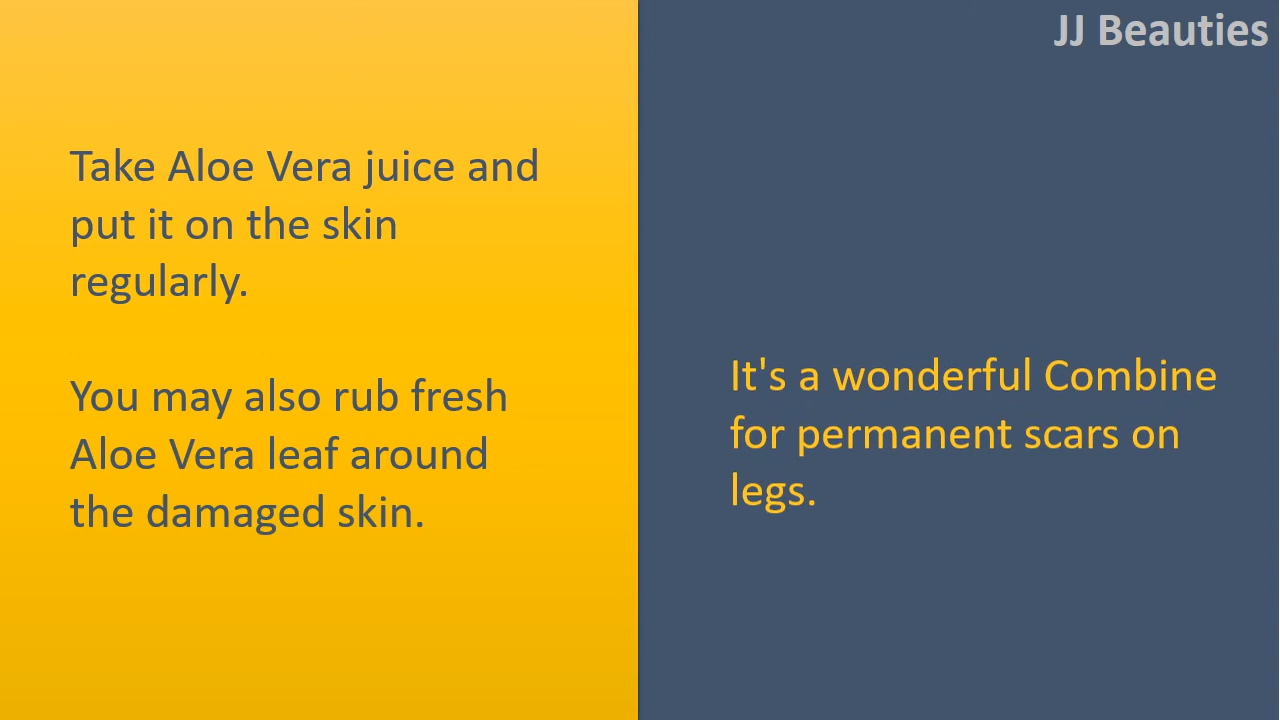 JJ Beauties
Take Aloe Vera juice and
put it on the skin
regularly.
You may also rub fresh
Aloe Vera leaf around
the damaged skin.
It's a wonderful Combine
for permanent scars on
legs.